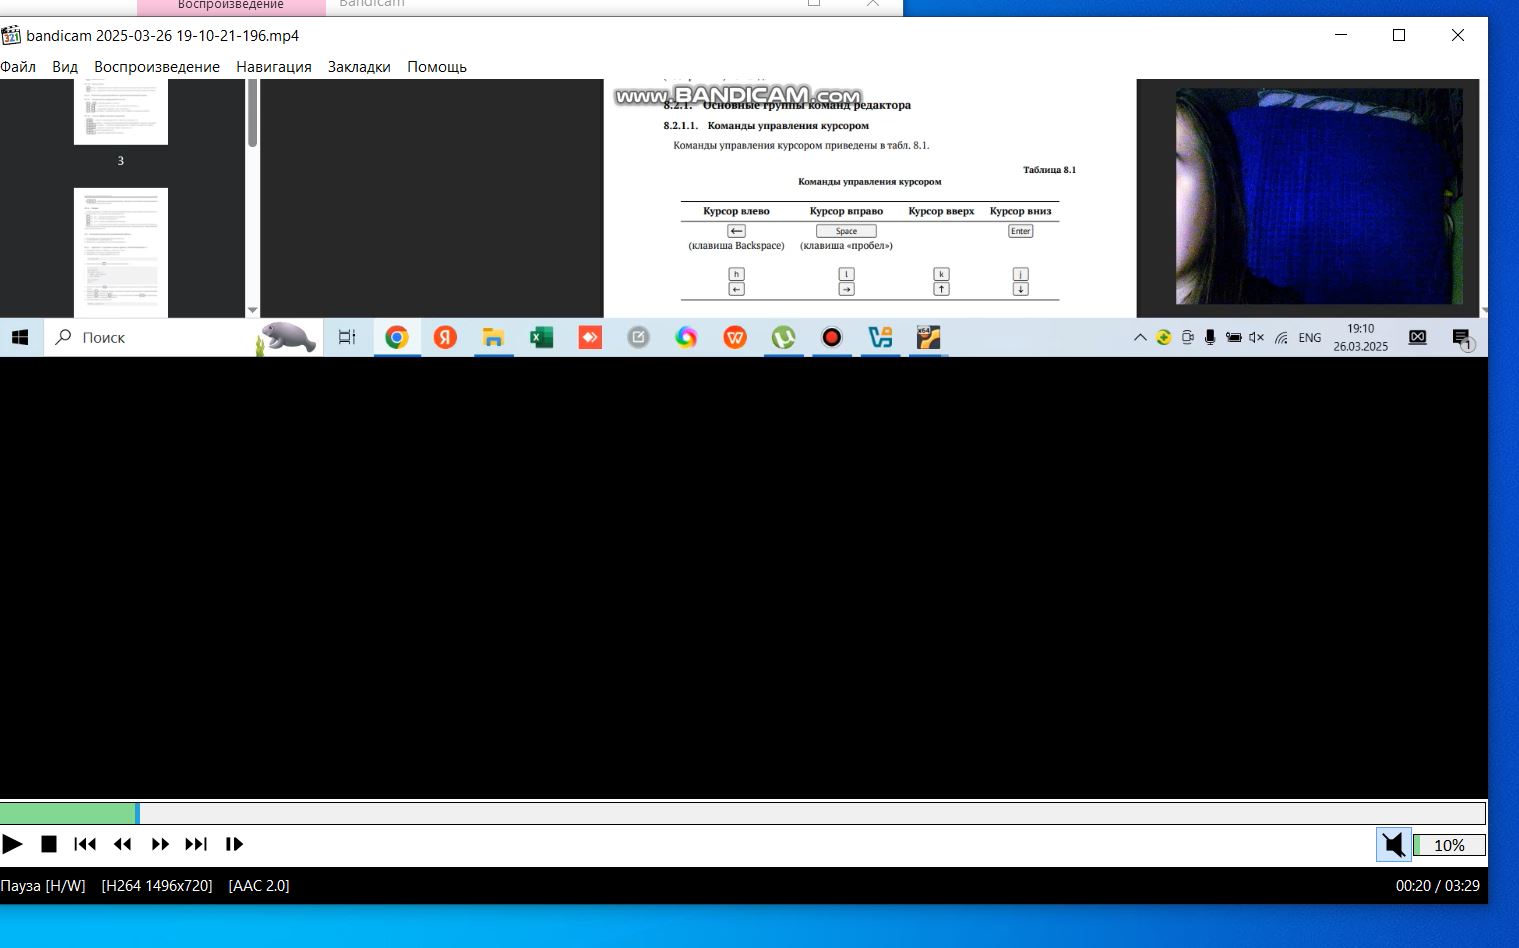 Воспроизведение
Bandicam
bandicam 2025-03-26 19-10-21-196.mp4
Файл Вид Воспроизведение Навигация Закладки Помощь
www.BANDICAM.com
8.2.1. Основные группы команд редактора
8.2.1.1. Команды управления курсором
Команды управления курсором приведены в табл. 8.1.
3
Таблица 8.1
Команды управления курсором
Курсор влево Курсор вправо Курсор вверх Курсор вниз
← Space Enter
(клавиша Backspace) (клавиша «пробел»)
h l k j
← → ↑ ↓
Поиск
x64
ENG
19:10
26.03.2025
1
10%
Пауза [H/W] [H264 1496x720] [AAC 2.0]
00:20 / 03:29